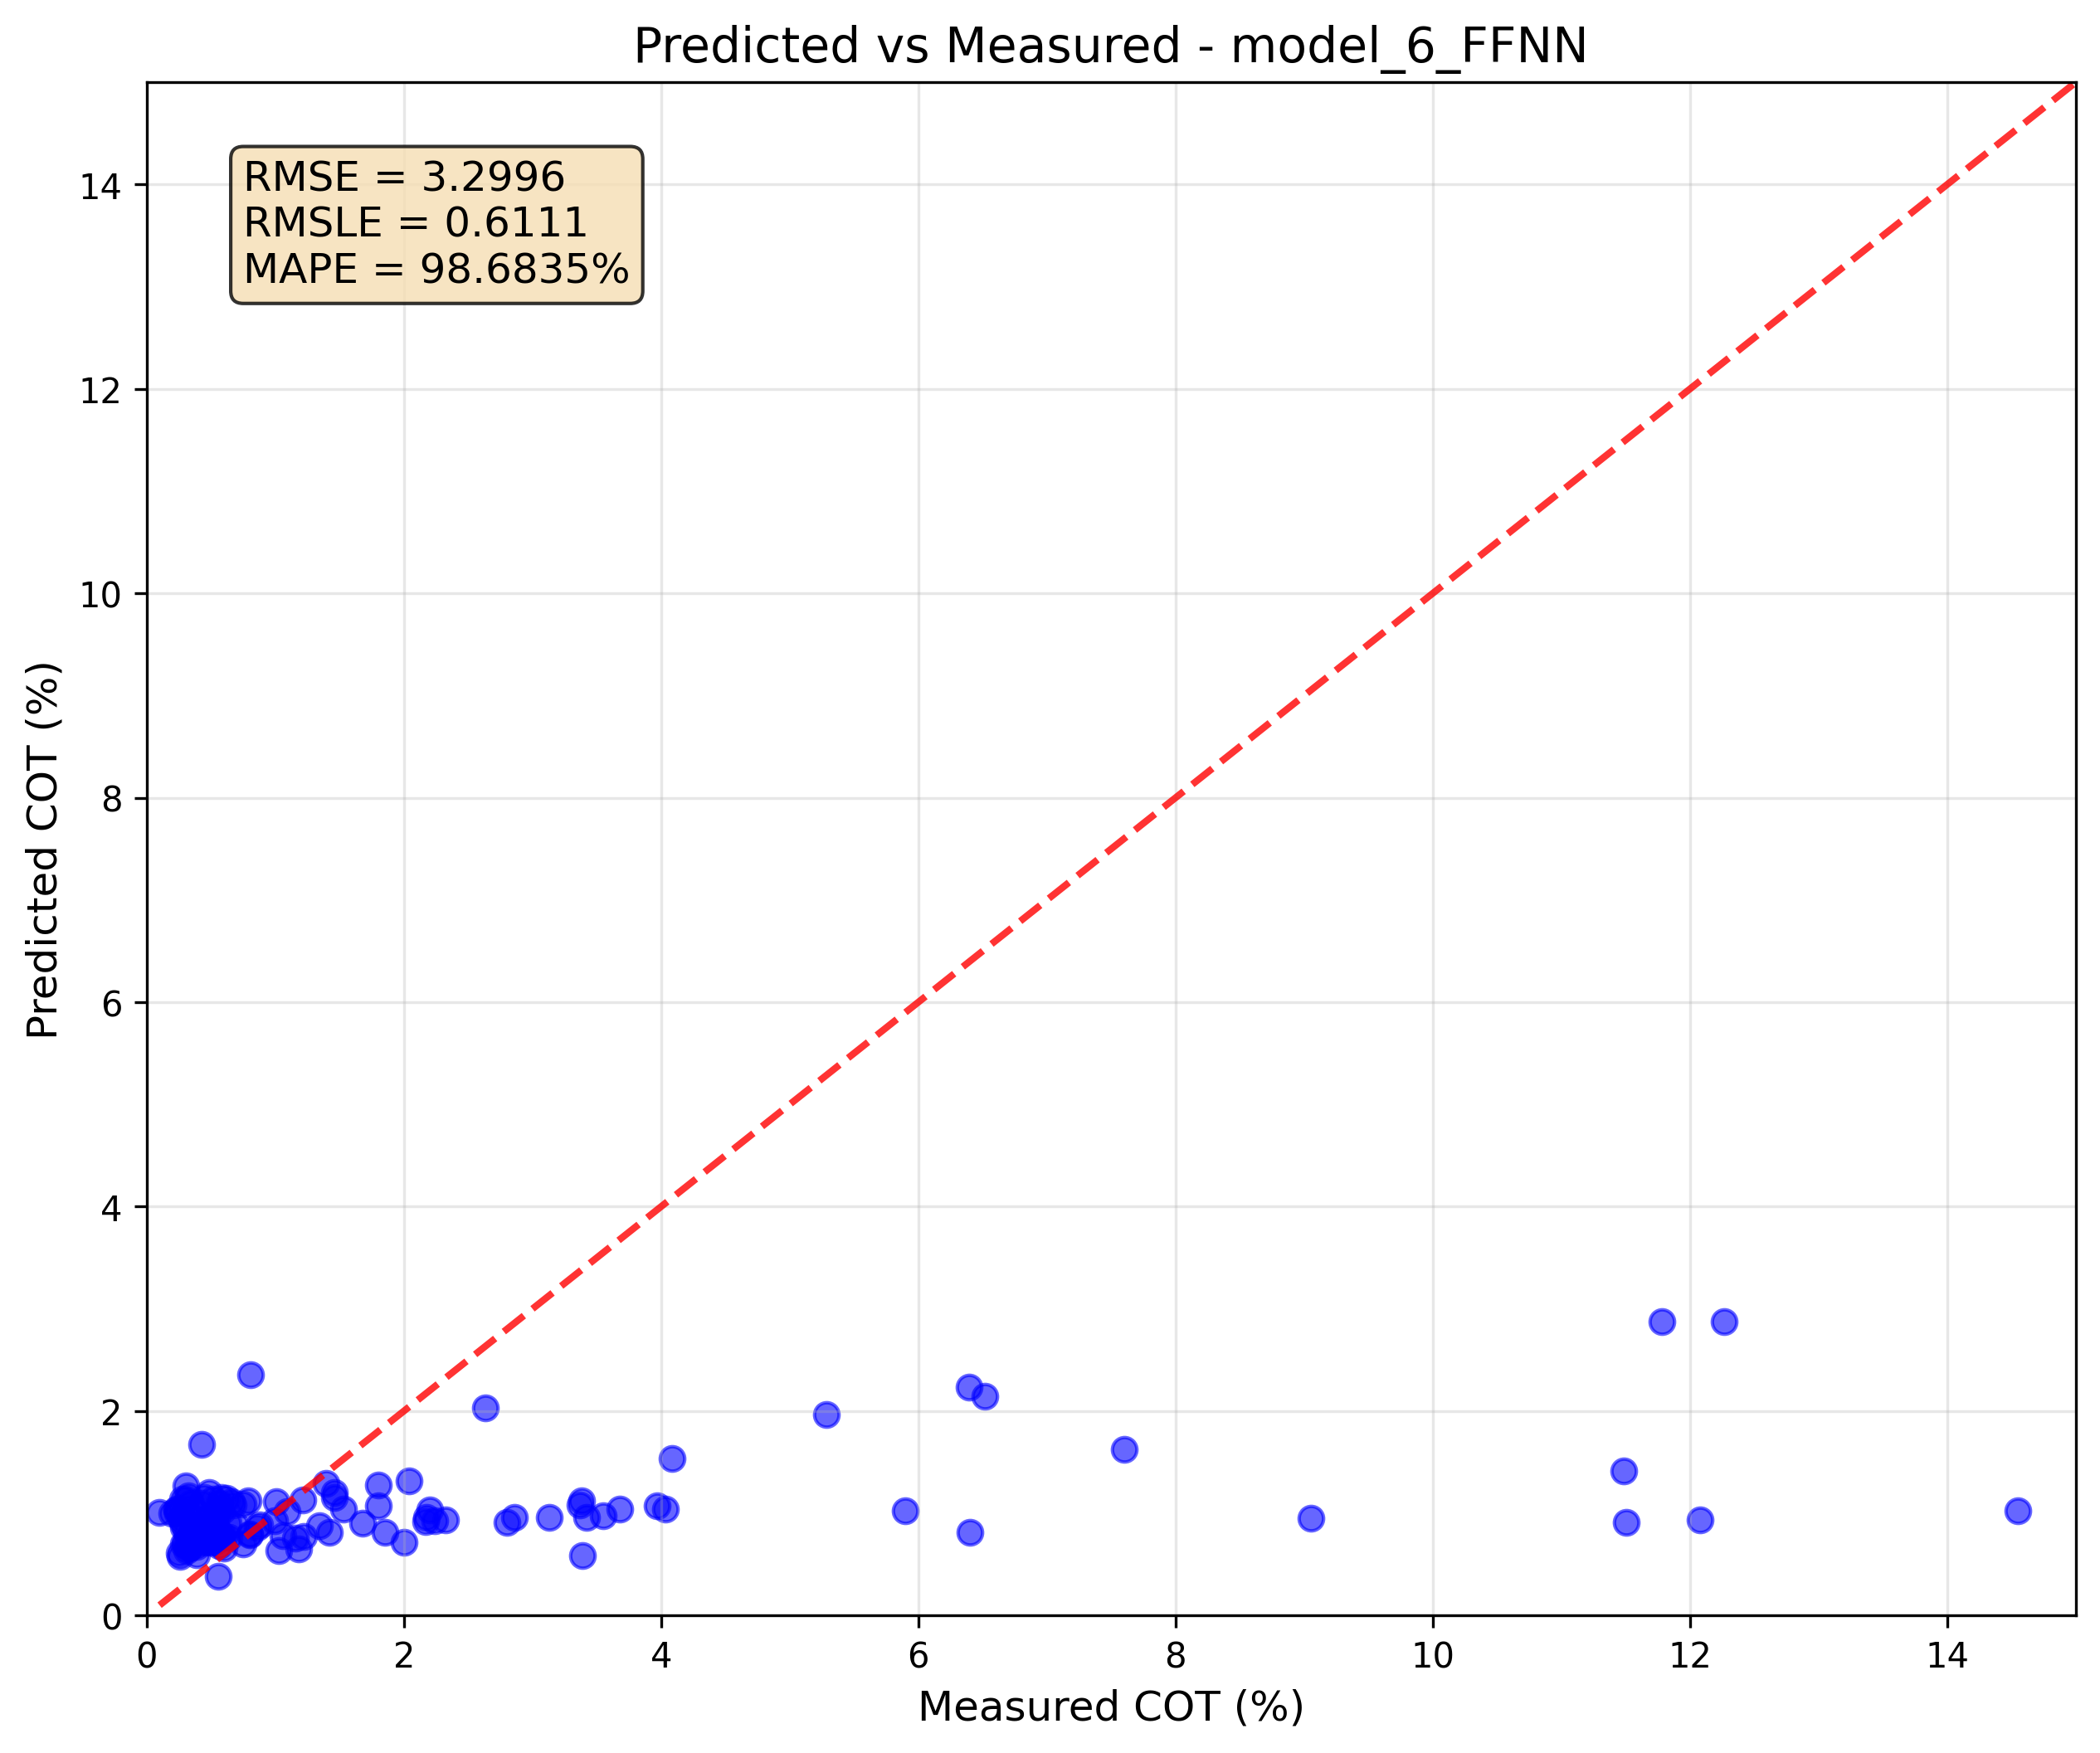 Predicted vs Measured - model_6_FFNN
RMSE = 3.2996
RMSLE = 0.6111
MAPE = 98.6835%
Predicted COT (%)
14
12
10
8
6
4
2
0
0 2 4 6 8 10 12 14
Measured COT (%)